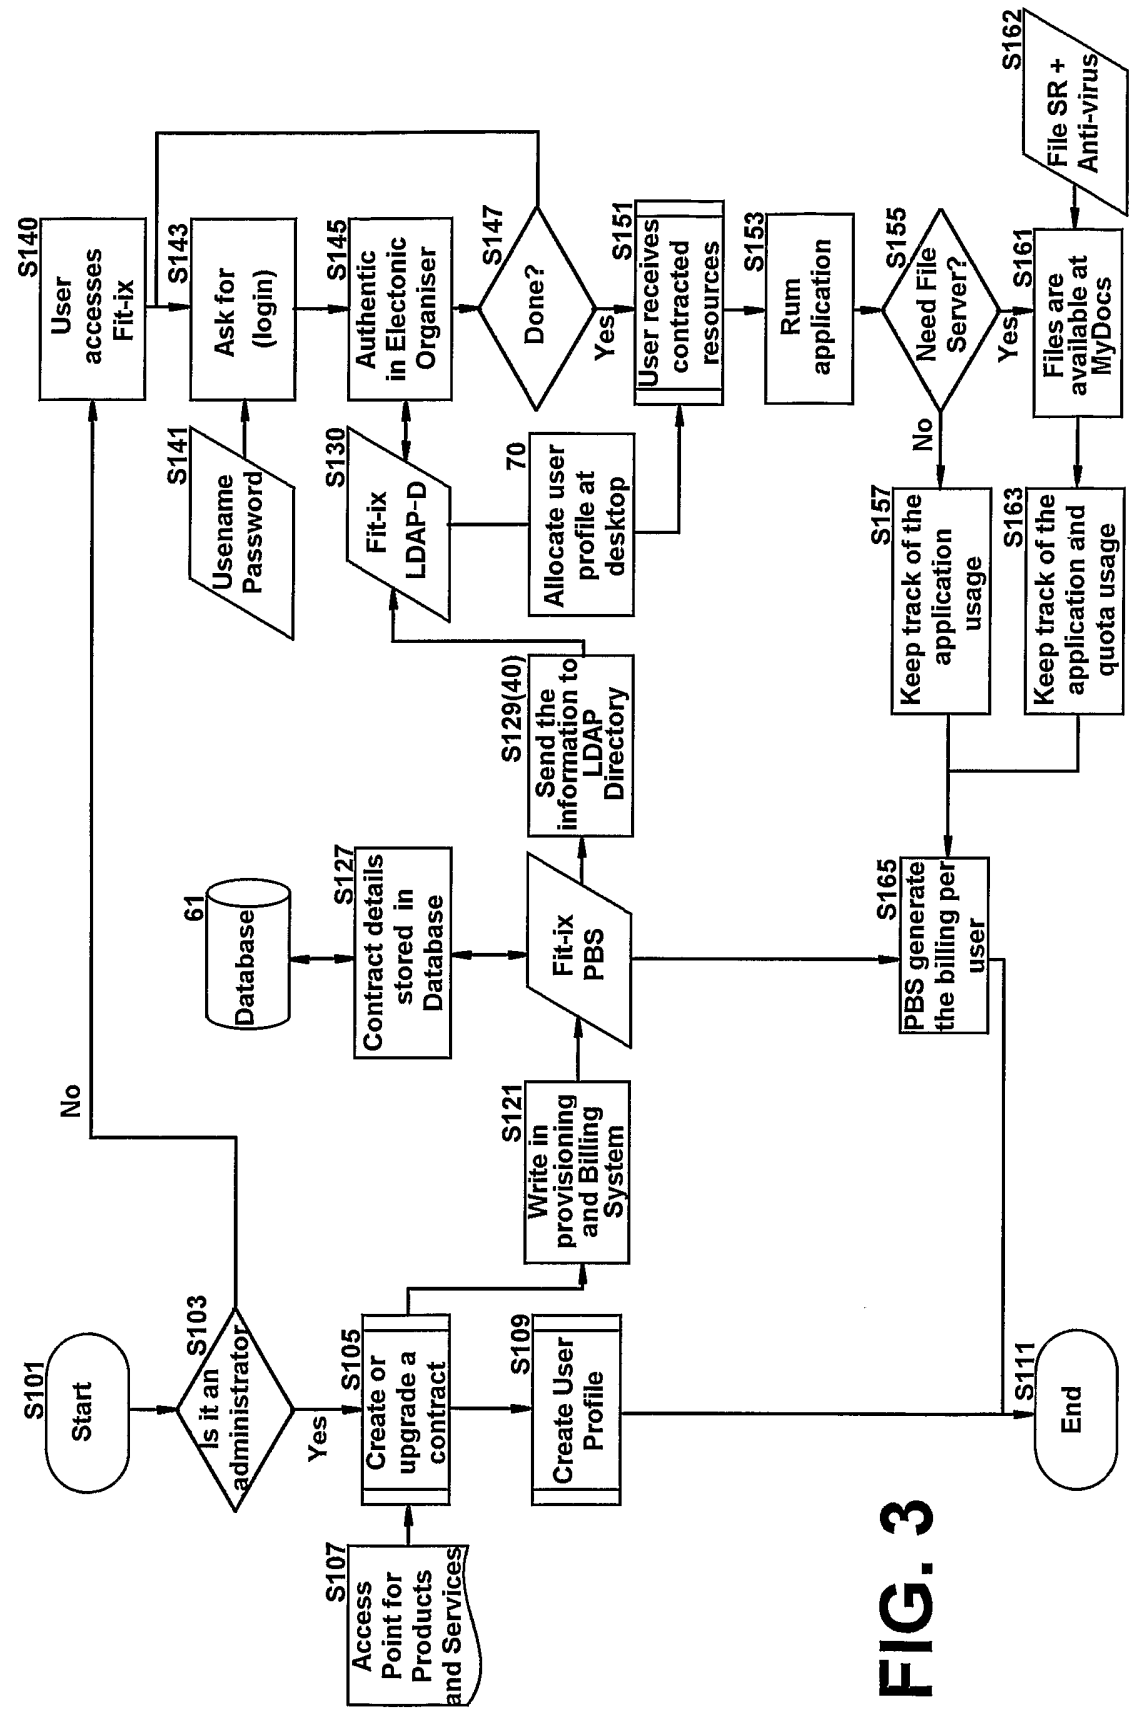 S101
Start
S103
Is it an
administrator
No
Yes
S107
Access
Point for
Products
and Services
S105
Create or
upgrade a
contract
S109
Create User
Profile
S111
End
61
Database
S127
Contract details
stored in
Database
S121
Write in
provisioning
and Billing
System
Fit-ix
PBS
S129(40)
Send the
information to
LDAP
Directory
S165
PBS generate
the billing per
user
S140
User
accesses
Fit-ix
S141
Usename
Password
S143
Ask for
(login)
S130
Fit-ix
LDAP-D
S145
Authentic
in Electonic
Organiser
S147
Done?
Yes
70
Allocate user
profile at
desktop
S151
User receives
contracted
resources
S153
Rum
application
S155
Need File
Server?
No
Yes
S157
Keep track of the
application
usage
S161
Files are
available at
MyDocs
S162
File SR +
Anti-virus
S163
Keep track of the
application and
quota usage
FIG. 3